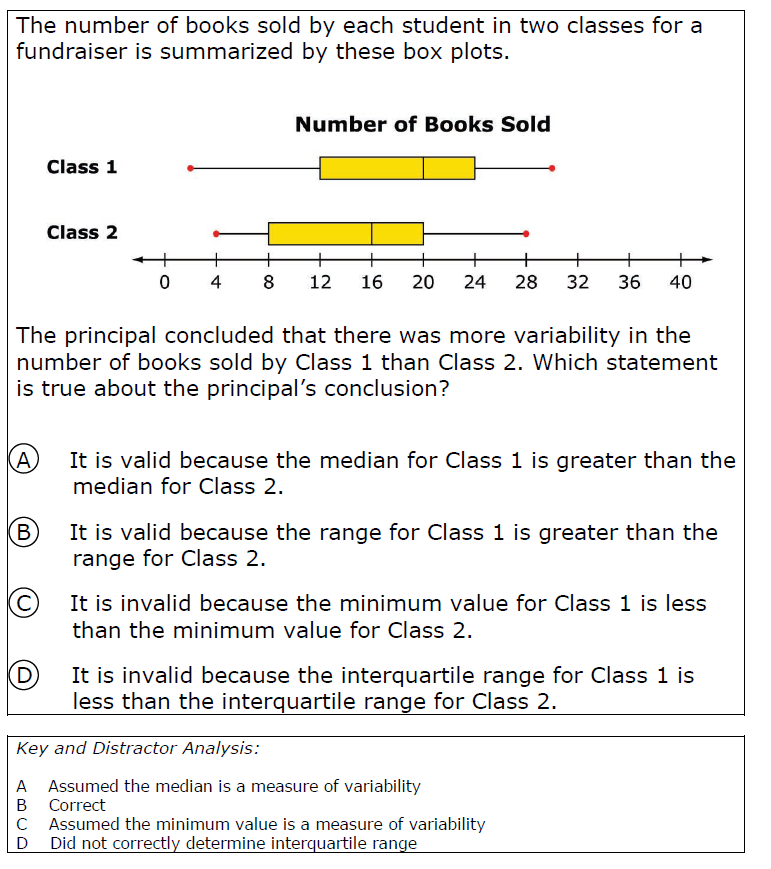 The number of books sold by each student in two classes for a
fundraiser is summarized by these box plots.
Number of Books Sold
Class 1
Class 2
0 4 8 12 16 20 24 28 32 36 40
The principal concluded that there was more variability in the
number of books sold by Class 1 than Class 2. Which statement
is true about the principal's conclusion?
A It is valid because the median for Class 1 is greater than the
median for Class 2.
B It is valid because the range for Class 1 is greater than the
range for Class 2.
C It is invalid because the minimum value for Class 1 is less
than the minimum value for Class 2.
D It is invalid because the interquartile range for Class 1 is
less than the interquartile range for Class 2.
Key and Distractor Analysis:
A Assumed the median is a measure of variability
B Correct
C Assumed the minimum value is a measure of variability
D Did not correctly determine interquartile range